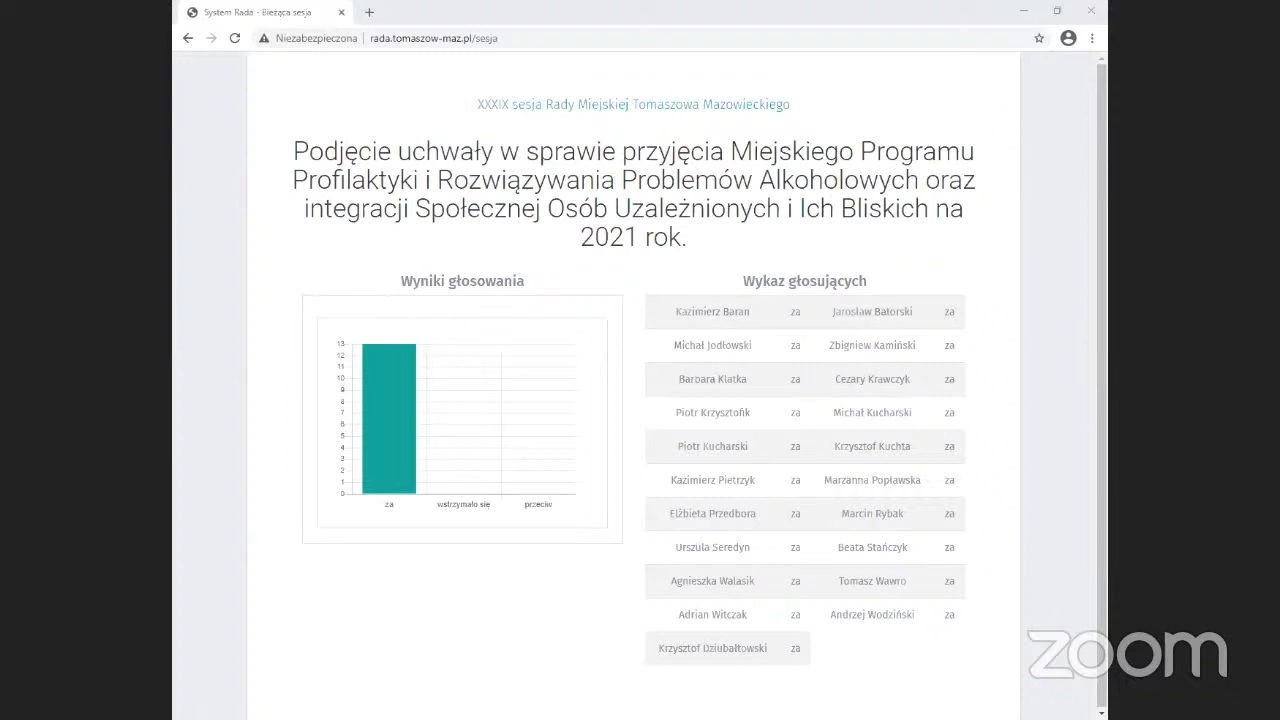 System Rada - Bieżąca sesja
Niezabezpieczona
rada.tomaszow-maz.pl/sesja
XXXIX sesja Rady Miejskiej Tomaszowa Mazowieckiego
Podjęcie uchwały w sprawie przyjęcia Miejskiego Programu
Profilaktyki i Rozwiązywania Problemów Alkoholowych oraz
integracji Społecznej Osób Uzależnionych i Ich Bliskich na
2021 rok.
Wyniki głosowania
13
12
11
10
9
8
7
6
5
4
3
2
1
0
za wstrzymało się przeciw
Wykaz głosujących
Kazimierz Baran za Jarosław Batorski za
Michał Jodłowski za Zbigniew Kamiński za
Barbara Klatka za Cezary Krawczyk za
Piotr Krzysztofik za Michał Kucharski za
Piotr Kucharski za Krzysztof Kuchta za
Kazimierz Pietrzyk za Marzanna Popławska za
Elżbieta Przedbora za Marcin Rybak za
Urszula Seredyn za Beata Stańczyk za
Agnieszka Walasik za Tomasz Wawro za
Adrian Witczak za Andrzej Wodziński za
Krzysztof Dziubałtowski za
zoom